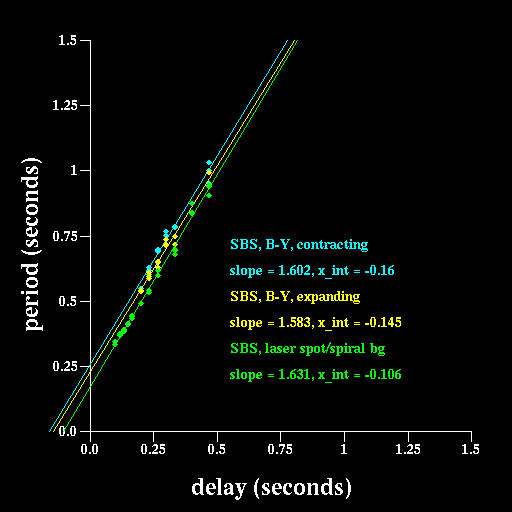 1.5
1.25
1
0.75
0.5
0.25
0.0
period (seconds)
SBS, B-Y, contracting
slope = 1.602, x_int = -0.16
SBS, B-Y, expanding
slope = 1.583, x_int = -0.145
SBS, laser spot/spiral bg
slope = 1.631, x_int = -0.106
0.0 0.25 0.5 0.75 1 1.25 1.5
delay (seconds)